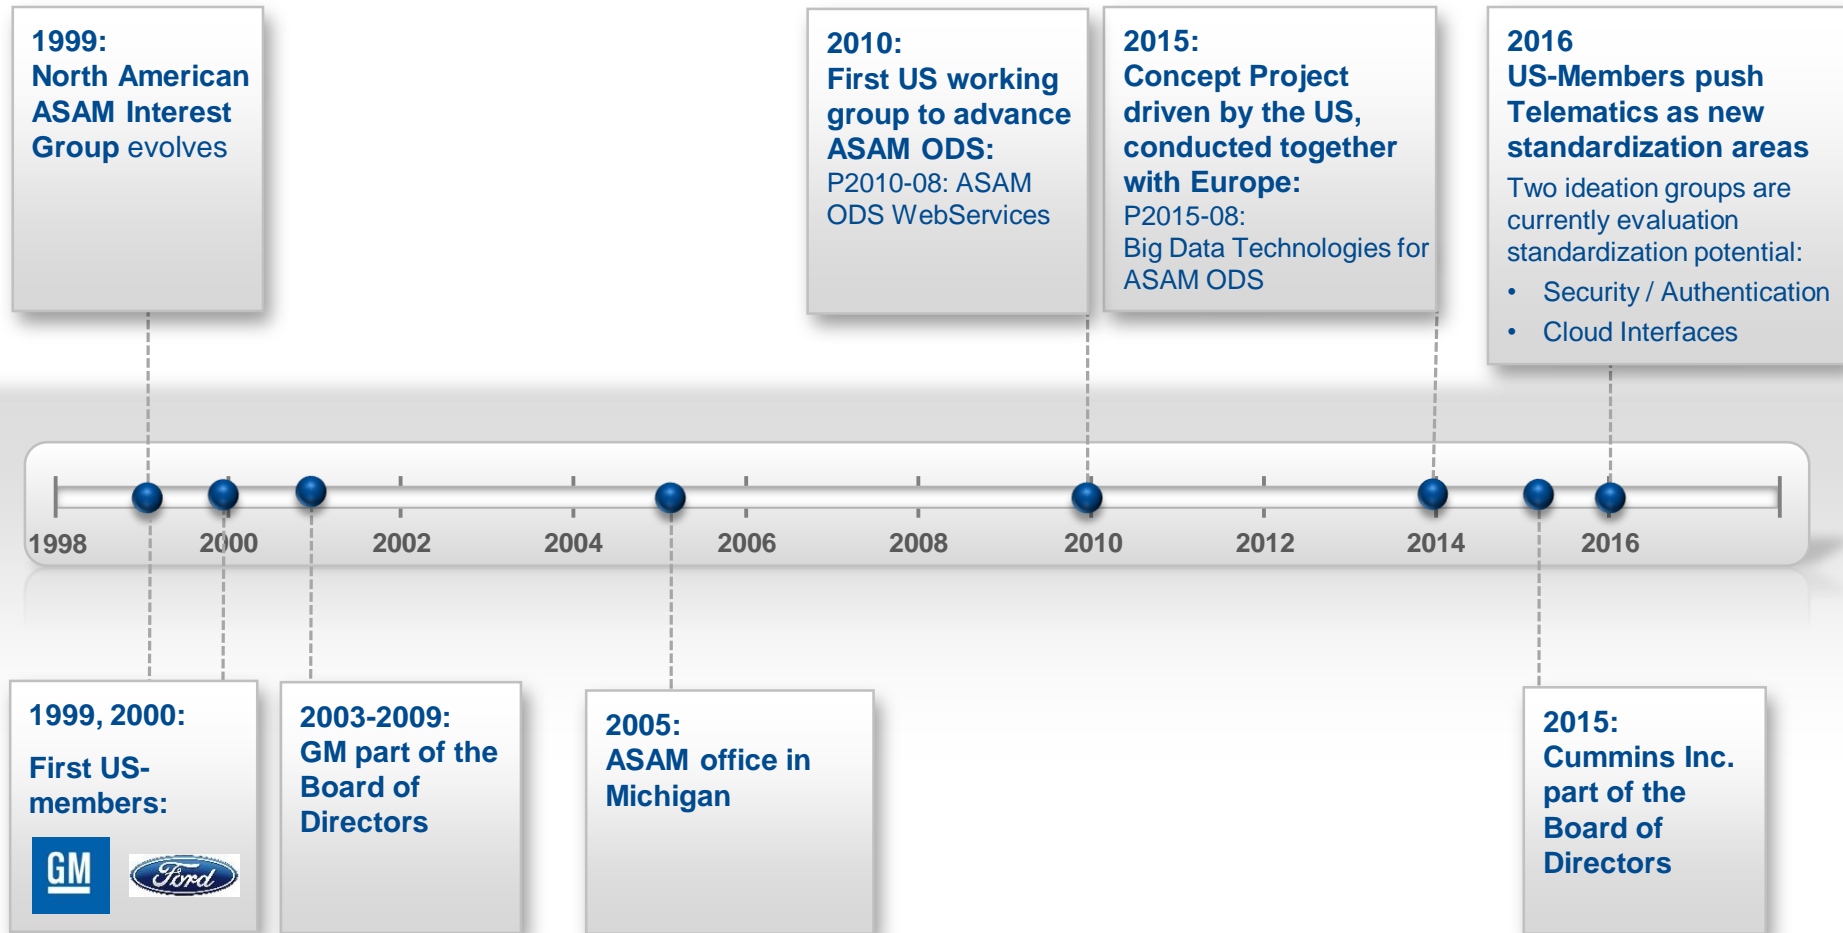 1999:
North American
ASAM Interest
Group evolves
2010:
First US working
group to advance
ASAM ODS:
P2010-08: ASAM
ODS WebServices
2015:
Concept Project
driven by the US,
conducted together
with Europe:
P2015-08:
Big Data Technologies for
ASAM ODS
2016
US-Members push
Telematics as new
standardization areas
Two ideation groups are
currently evaluation
standardization potential:
• Security / Authentication
• Cloud Interfaces
1998 2000 2002 2004 2006 2008 2010 2012 2014 2016
1999, 2000:
First US-
members:
GM Ford
2003-2009:
GM part of the
Board of
Directors
2005:
ASAM office in
Michigan
2015:
Cummins Inc.
part of the
Board of
Directors